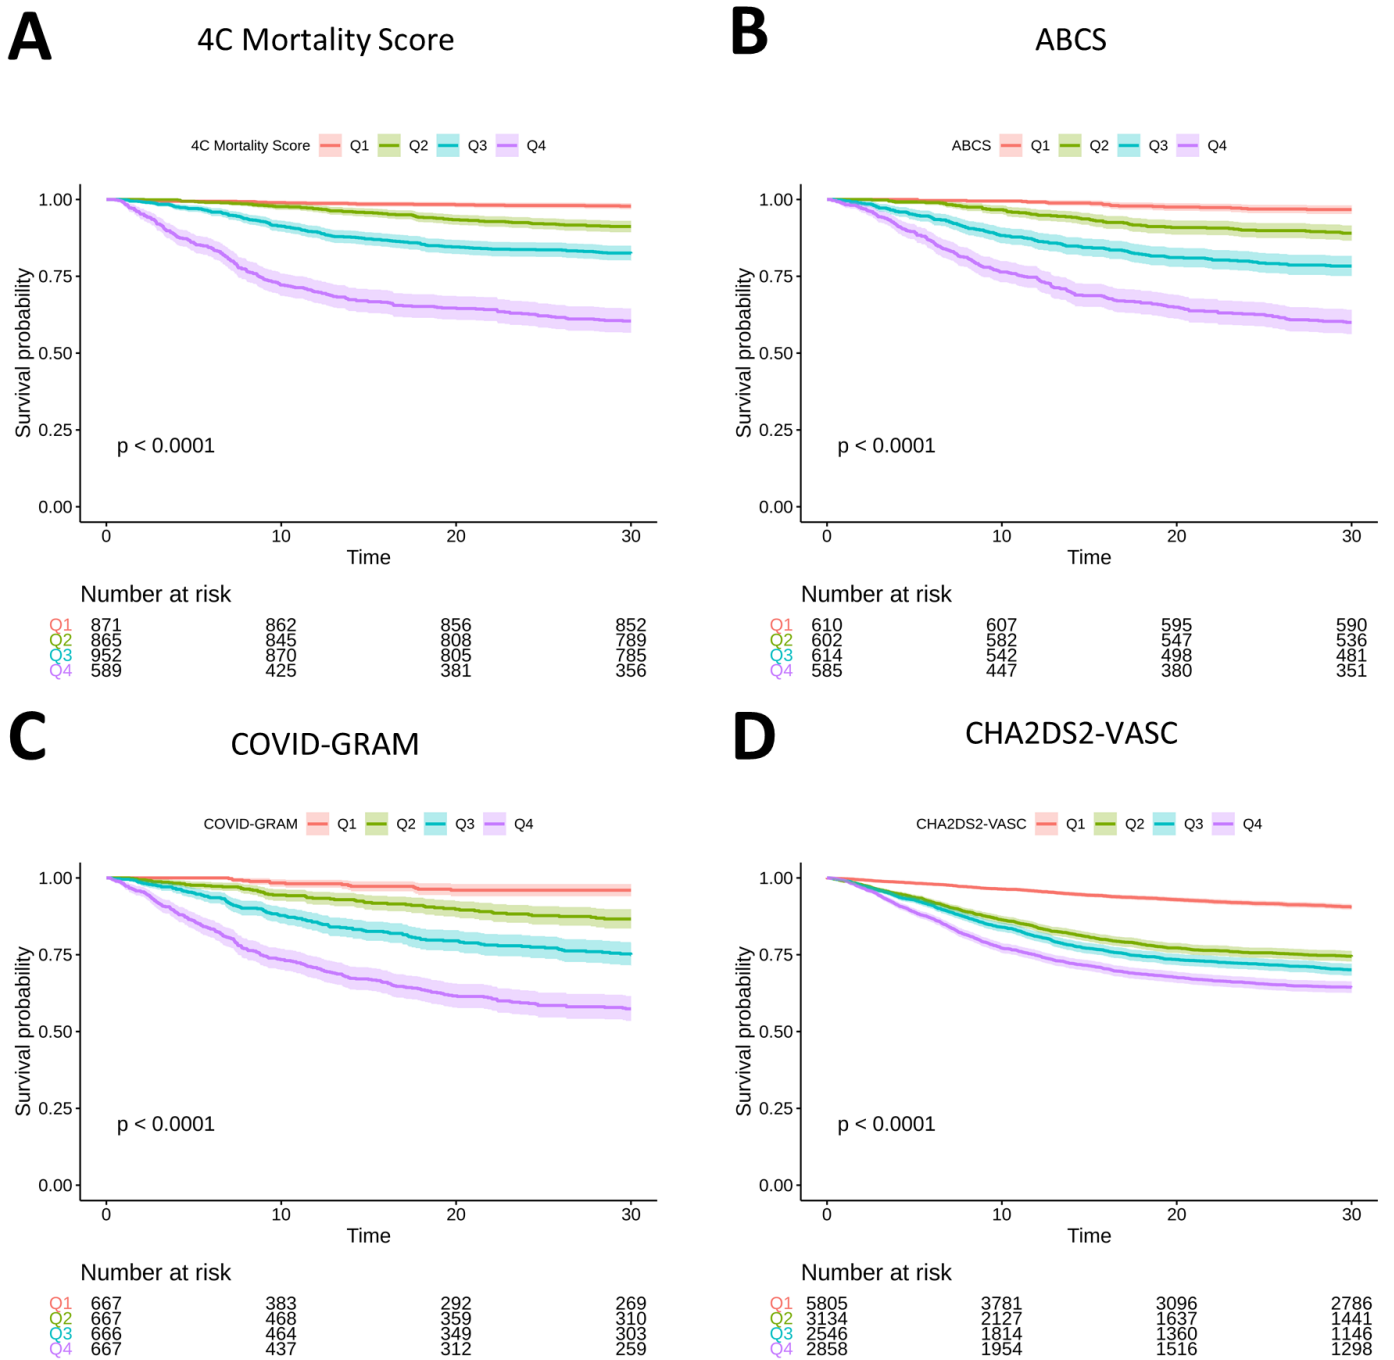 A
4C Mortality Score
4C Mortality Score Q1 Q2 Q3 Q4
Survival probability
1.00
0.75
0.50
0.25
0.00
p < 0.0001
0 10 20 30
Time
Number at risk
Q1 871 862 856 852
Q2 865 845 808 789
Q3 952 870 805 785
Q4 589 425 381 356
B
ABCS
ABCS Q1 Q2 Q3 Q4
Survival probability
1.00
0.75
0.50
0.25
0.00
p < 0.0001
0 10 20 30
Time
Number at risk
Q1 610 607 595 590
Q2 602 582 547 536
Q3 614 542 498 481
Q4 585 447 380 351
C
COVID-GRAM
COVID-GRAM Q1 Q2 Q3 Q4
Survival probability
1.00
0.75
0.50
0.25
0.00
p < 0.0001
0 10 20 30
Time
Number at risk
Q1 667 383 292 269
Q2 667 468 359 310
Q3 666 464 349 303
Q4 667 437 312 259
D
CHA2DS2-VASC
CHA2DS2-VASC Q1 Q2 Q3 Q4
Survival probability
1.00
0.75
0.50
0.25
0.00
p < 0.0001
0 10 20 30
Time
Number at risk
Q1 5805 3781 3096 2786
Q2 3134 2127 1637 1441
Q3 2546 1814 1360 1146
Q4 2858 1954 1516 1298